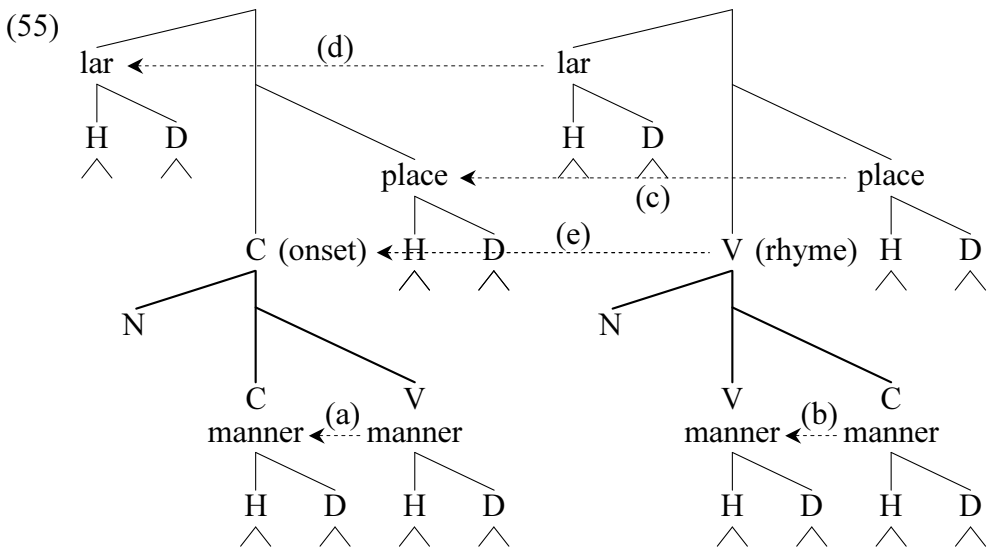 (55)
lar (d) lar
H D H D
place (c) place
C (onset) H (e) D V (rhyme) H D
N N
C V V C
manner (a) manner manner (b) manner
H D H D H D H D